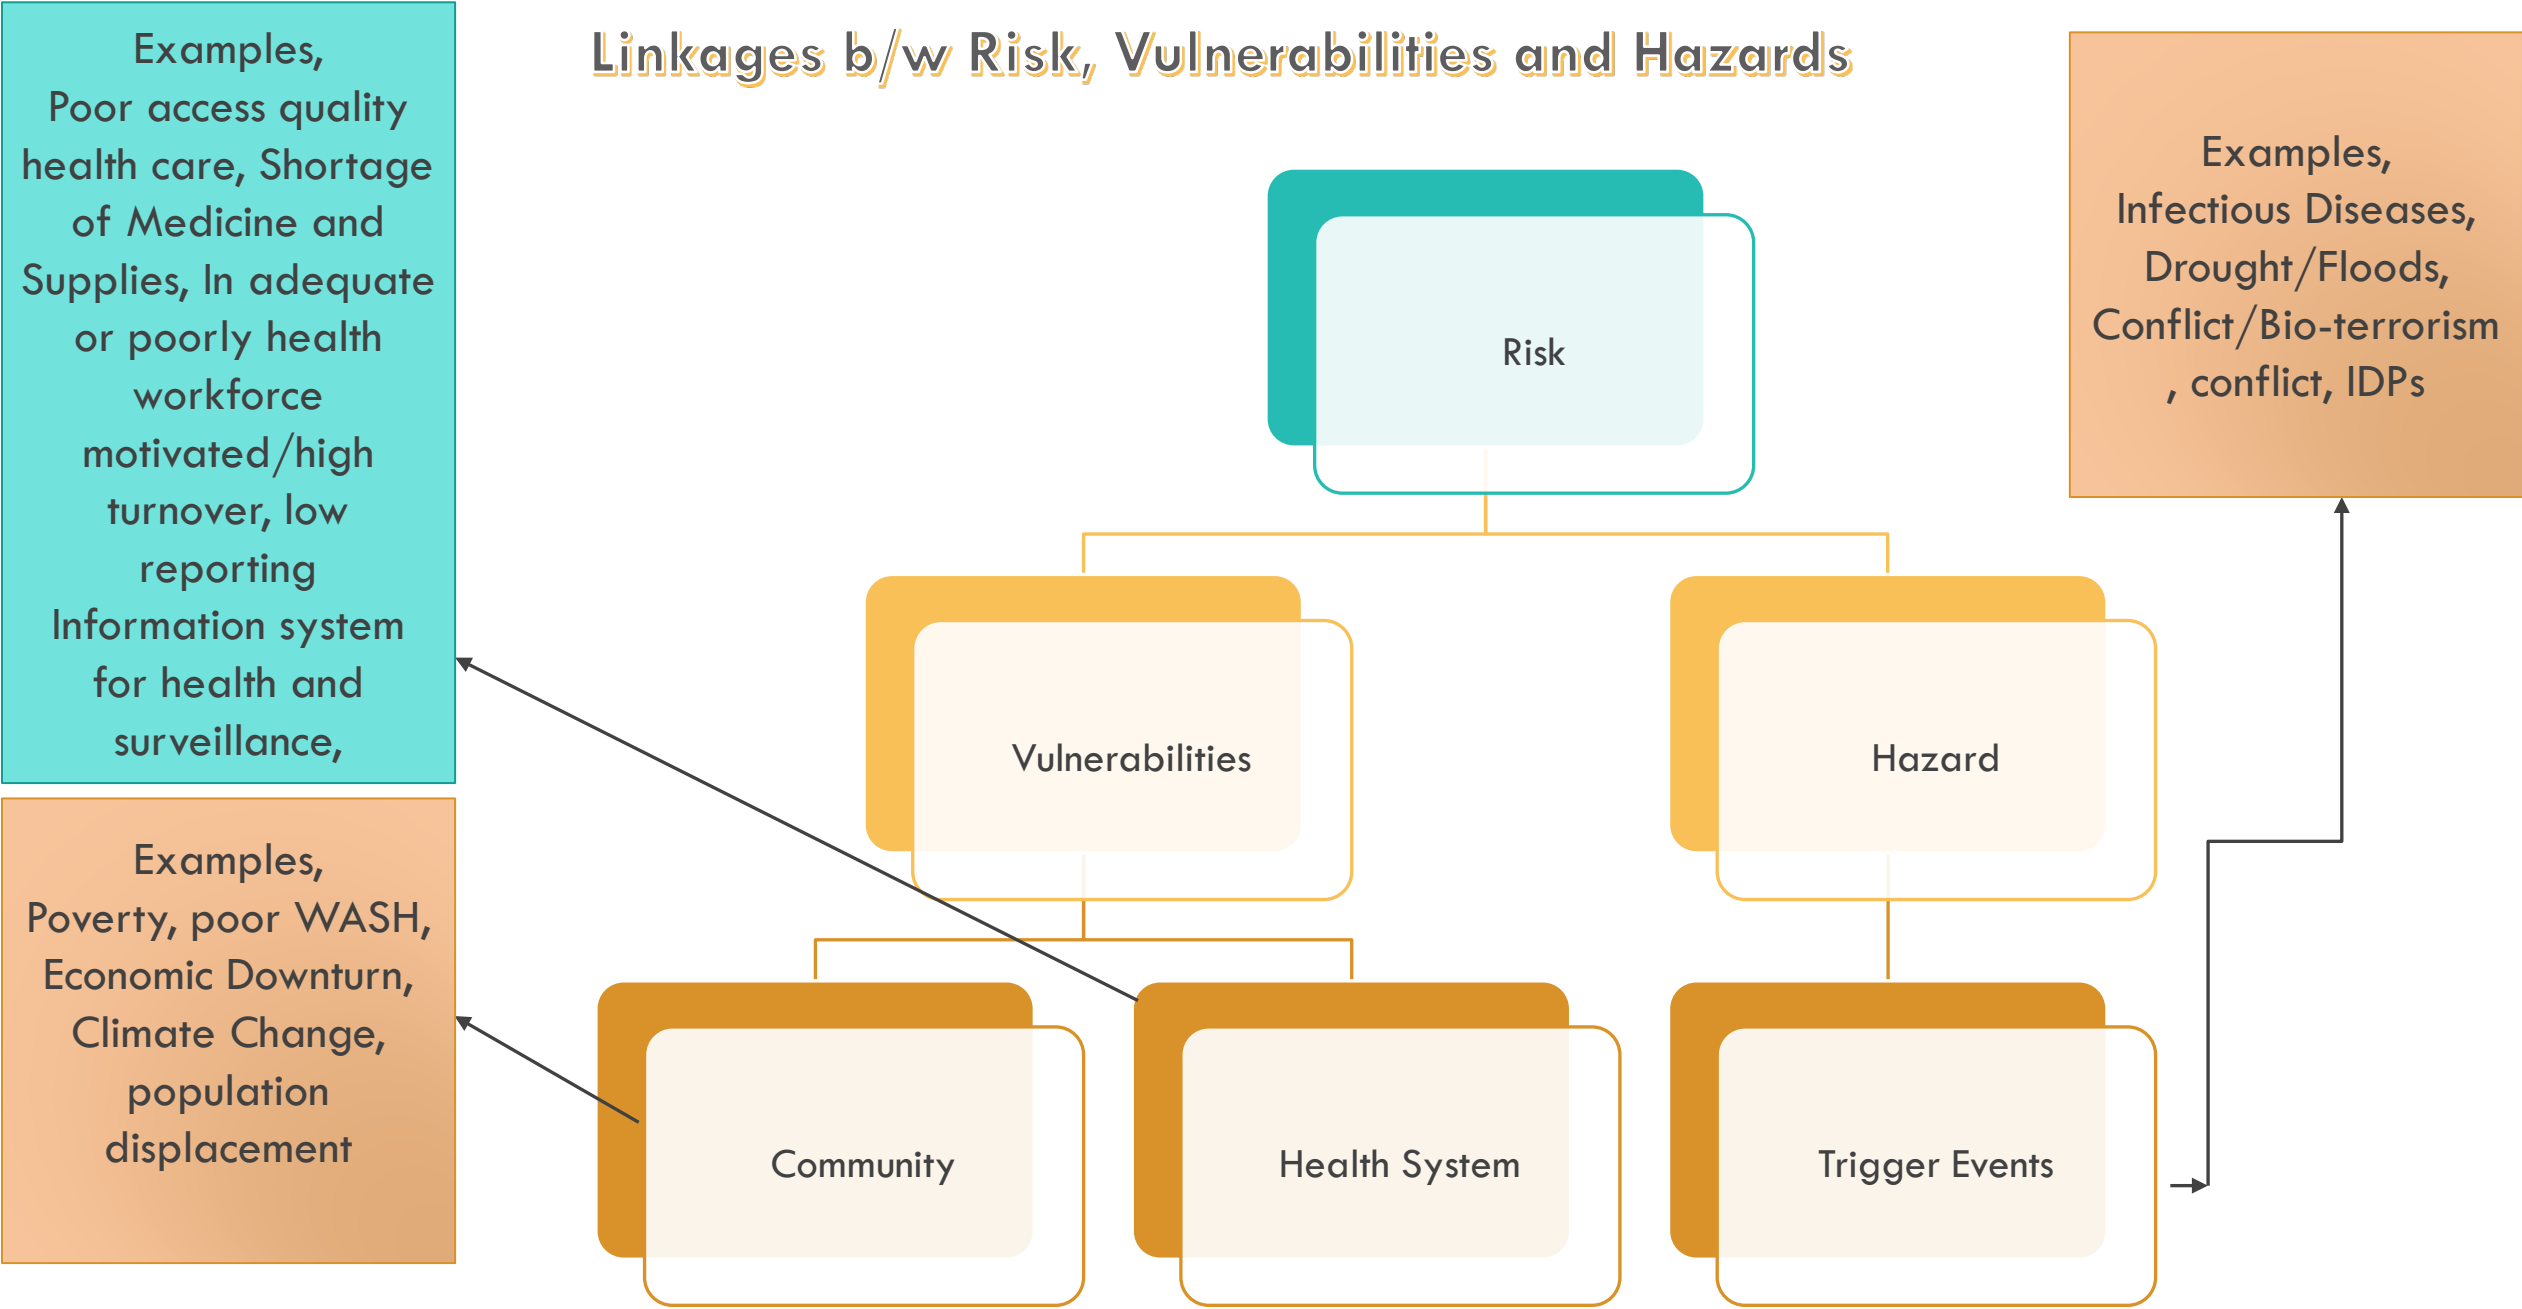 Linkages b/w Risk, Vulnerabilities and Hazards
Examples,
Poor access quality
health care, Shortage
of Medicine and
Supplies, In adequate
or poorly health
workforce
motivated/high
turnover, low
reporting
Information system
for health and
surveillance,
Examples,
Poverty, poor WASH,
Economic Downturn,
Climate Change,
population
displacement
Risk
Vulnerabilities
Hazard
Community
Health System
Trigger Events
Examples,
Infectious Diseases,
Drought/Floods,
Conflict/Bio-terrorism
, conflict, IDPs